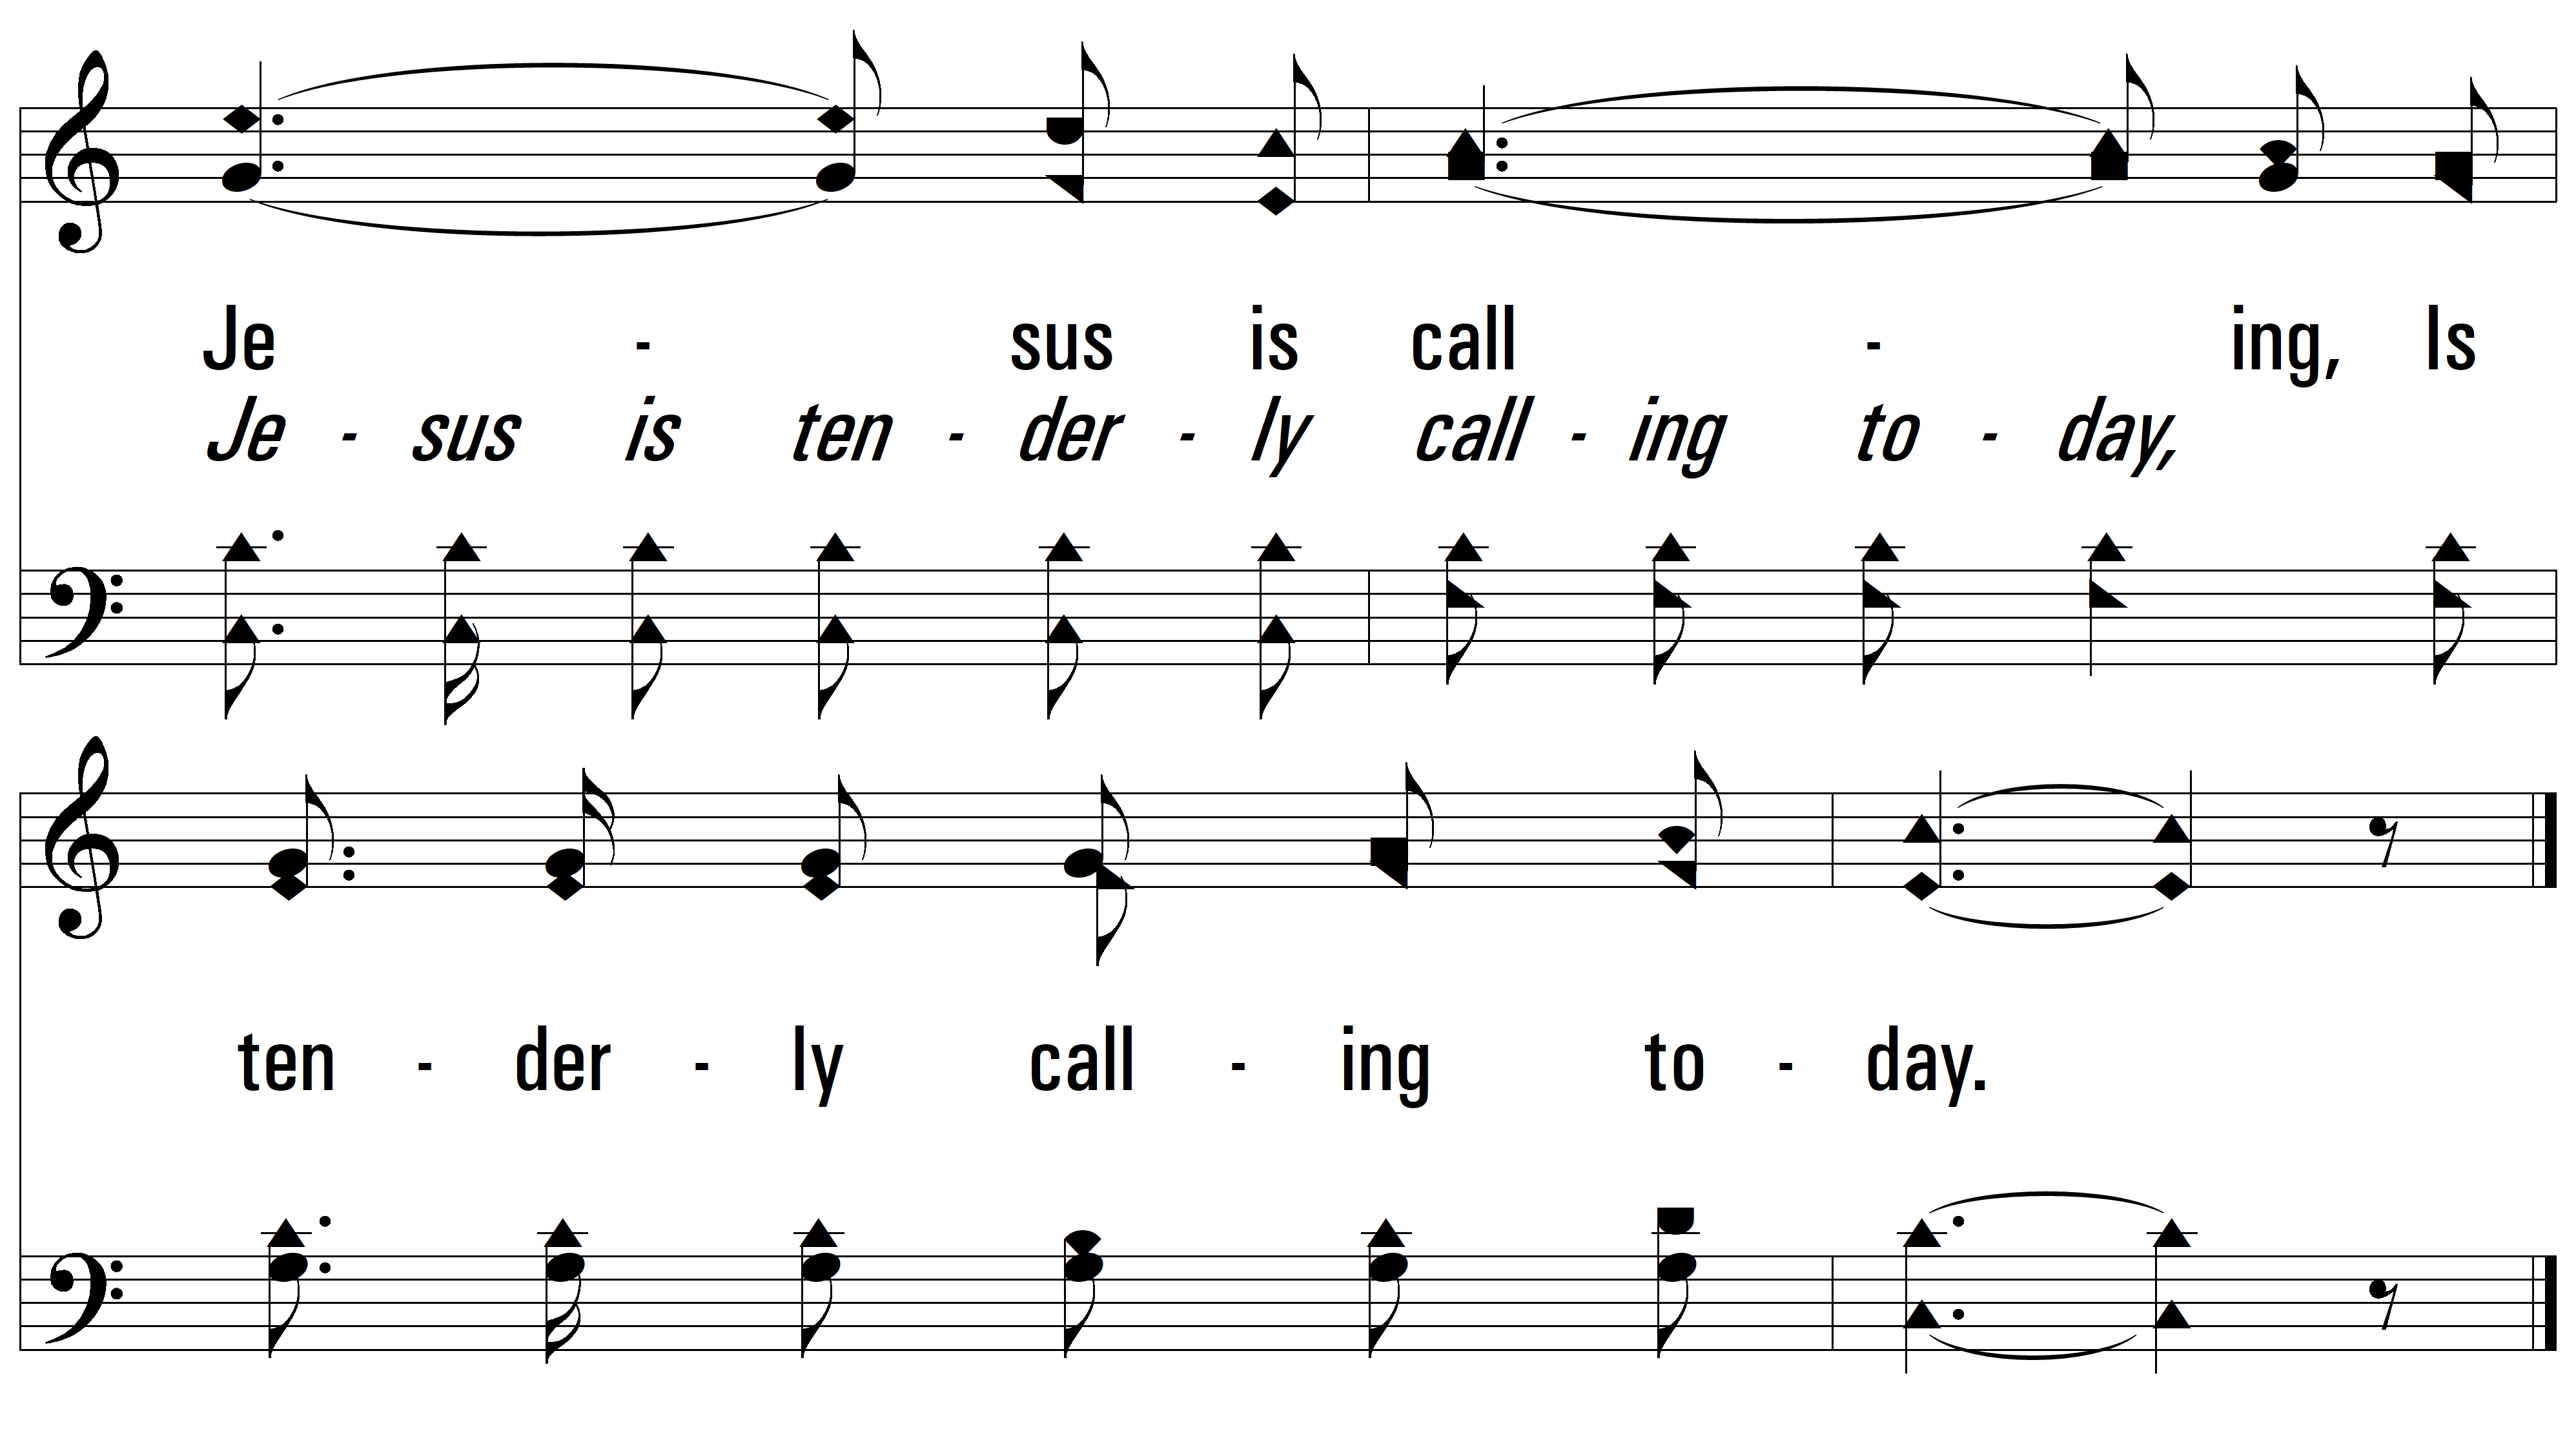 Je - sus is call - ing, Is
Je - sus is ten - der - ly call - ing to - day,
ten - der - ly call - ing to - day.